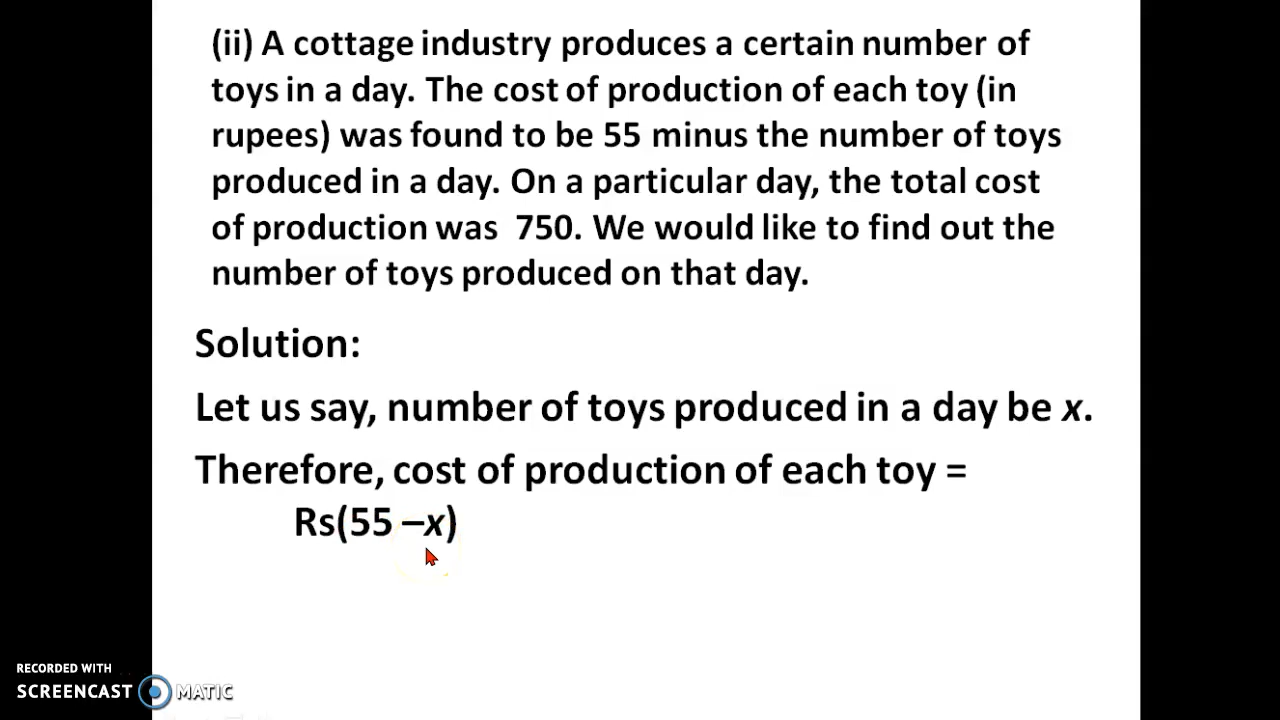 (ii) A cottage industry produces a certain number of
toys in a day. The cost of production of each toy (in
rupees) was found to be 55 minus the number of toys
produced in a day. On a particular day, the total cost
of production was 750. We would like to find out the
number of toys produced on that day.
Solution:
Let us say, number of toys produced in a day be x.
Therefore, cost of production of each toy =
Rs(55 –x)
RECORDED WITH
SCREENCAST MATIC